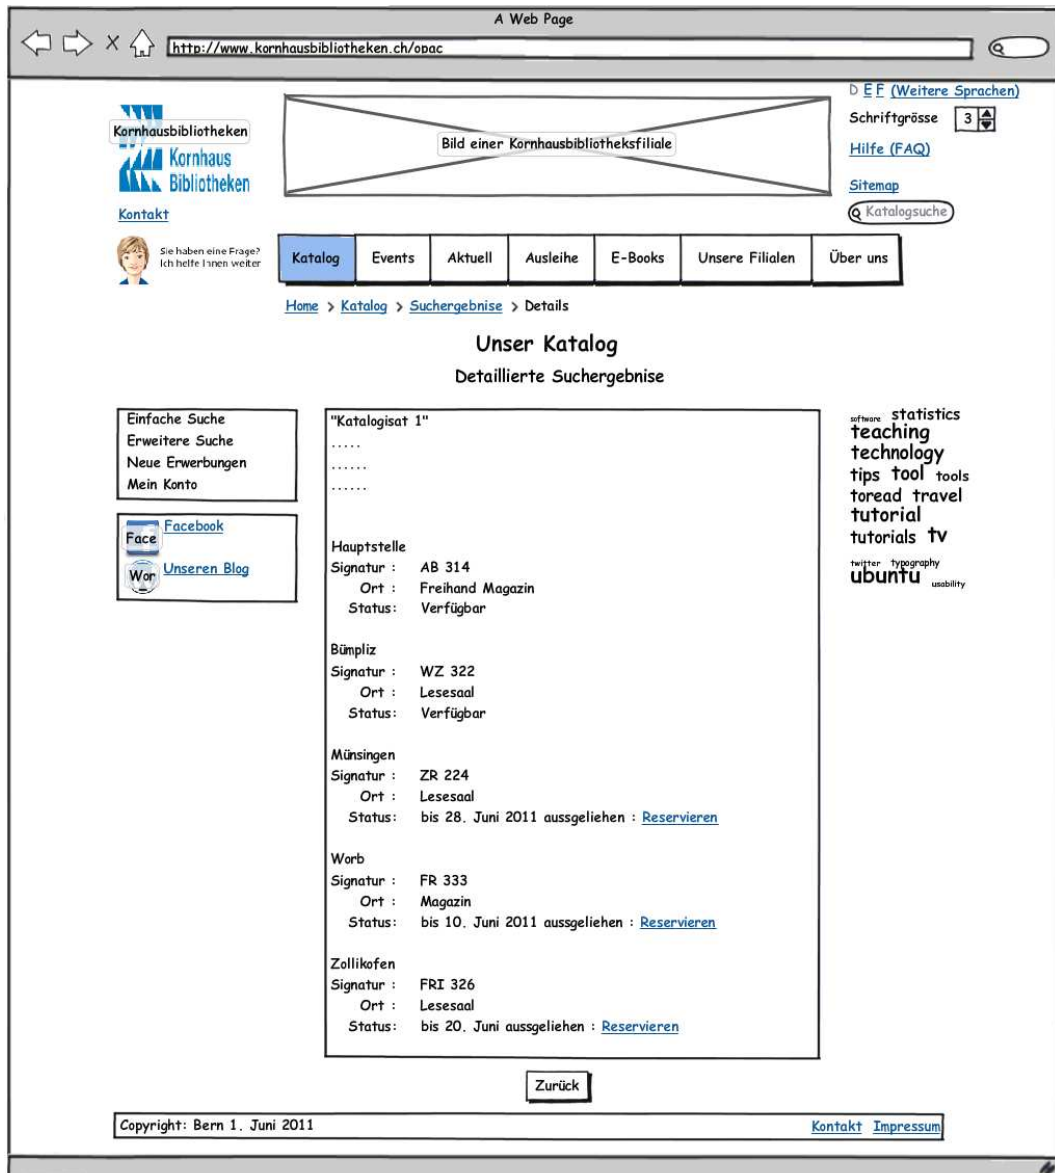 A Web Page
http://www.kornhausbibliotheken.ch/opac
D E F (Weitere Sprachen)
Schriftgrösse 3
Hilfe (FAQ)
Sitemap
Katalogsuche
Kornhausbibliotheken
Kornhaus
Bibliotheken
Kontakt
Bild einer Kornhausbibliotheksfiliale
Sie haben eine Frage?
Ich helfe Ihnen weiter
Katalog Events Aktuell Ausleihe E-Books Unsere Filialen Über uns
Home > Katalog > Suchergebnise > Details
Unser Katalog
Detaillierte Suchergebnise
Einfache Suche
Erweitere Suche
Neue Erwerbungen
Mein Konto
Face Facebook
Wor Unseren Blog
"Katalogisat 1"
.....
......
......
Hauptstelle
Signatur : AB 314
Ort : Freihand Magazin
Status: Verfügbar
Bümpliz
Signatur : WZ 322
Ort : Lesesaal
Status: Verfügbar
Münsingen
Signatur : ZR 224
Ort : Lesesaal
Status: bis 28. Juni 2011 aussgeliehen : Reservieren
Worb
Signatur : FR 333
Ort : Magazin
Status: bis 10. Juni 2011 aussgeliehen : Reservieren
Zollikofen
Signatur : FRI 326
Ort : Lesesaal
Status: bis 20. Juni aussgeliehen : Reservieren
software statistics
teaching
technology
tips tool tools
toread travel
tutorial
tutorials tv
twitter typography
ubuntu usability
Zurück
Copyright: Bern 1. Juni 2011
Kontakt Impressum